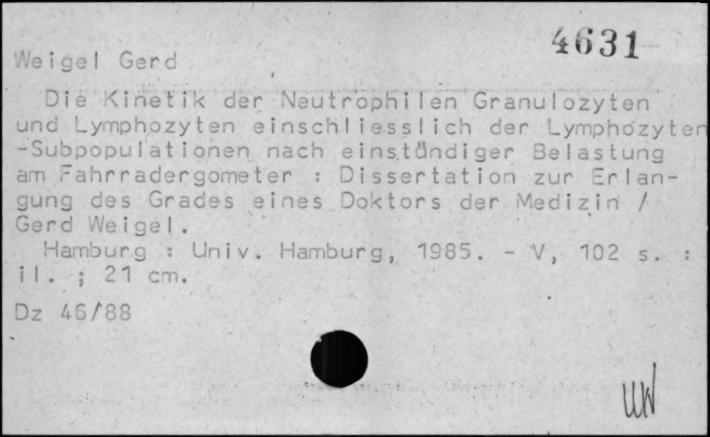 4631
Weigel Gerd
Die Kinetik der Neutrophilen Granulozyten
und Lymphozyten einschliesslich der Lymphozyten
-Subpopulationen nach einstündiger Belastung
am Fahrradergometer : Dissertation zur Erlan-
gung des Grades eines Doktors der Medizin /
Gerd Weigel.
Hamburg : Univ. Hamburg, 1985. - V, 102 s. :
il. ; 21 cm.
Dz 46/88